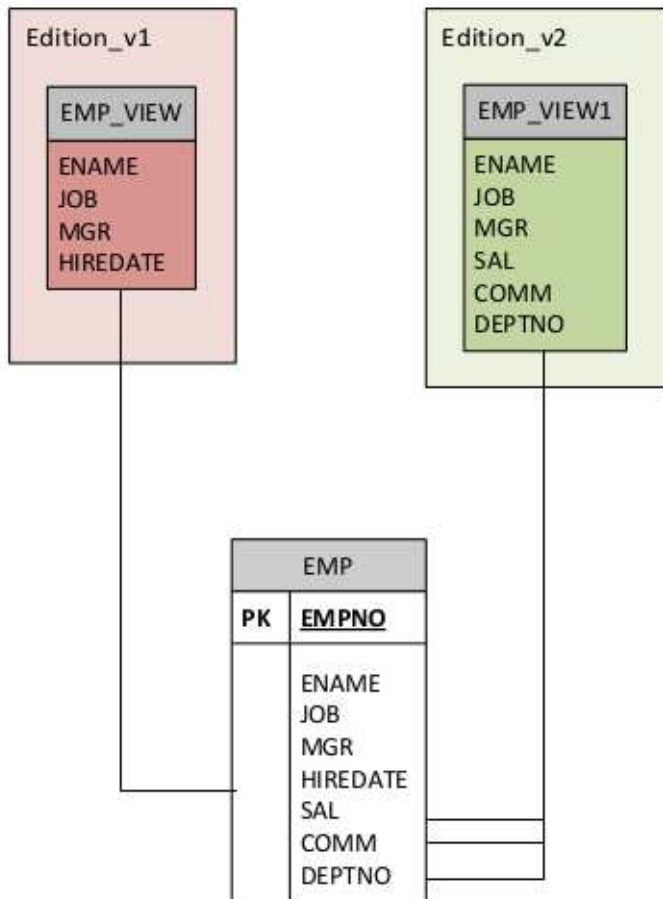 Edition_v1
EMP_VIEW
ENAME
JOB
MGR
HIREDATE
Edition_v2
EMP_VIEW1
ENAME
JOB
MGR
SAL
COMM
DEPTNO
EMP
PK EMPNO
ENAME
JOB
MGR
HIREDATE
SAL
COMM
DEPTNO